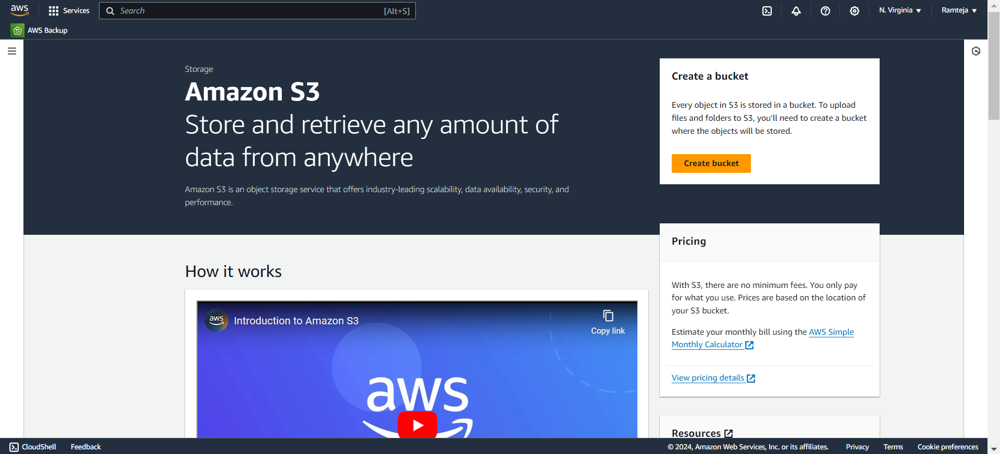 aws
Services
Search
[Alt+S]
N. Virginia
Ramteja
AWS Backup
Storage
Amazon S3
Store and retrieve any amount of
data from anywhere
Amazon S3 is an object storage service that offers industry-leading scalability, data availability, security, and
performance.
Create a bucket
Every object in S3 is stored in a bucket. To upload
files and folders to S3, you’ll need to create a bucket
where the objects will be stored.
Create bucket
How it works
aws
Introduction to Amazon S3
Copy link
aws
Pricing
With S3, there are no minimum fees. You only pay
for what you use. Prices are based on the location of
your S3 bucket.
Estimate your monthly bill using the AWS Simple
Monthly Calculator
View pricing details
Resources
CloudShell
Feedback
© 2024, Amazon Web Services, Inc. or its affiliates.
Privacy
Terms
Cookie preferences